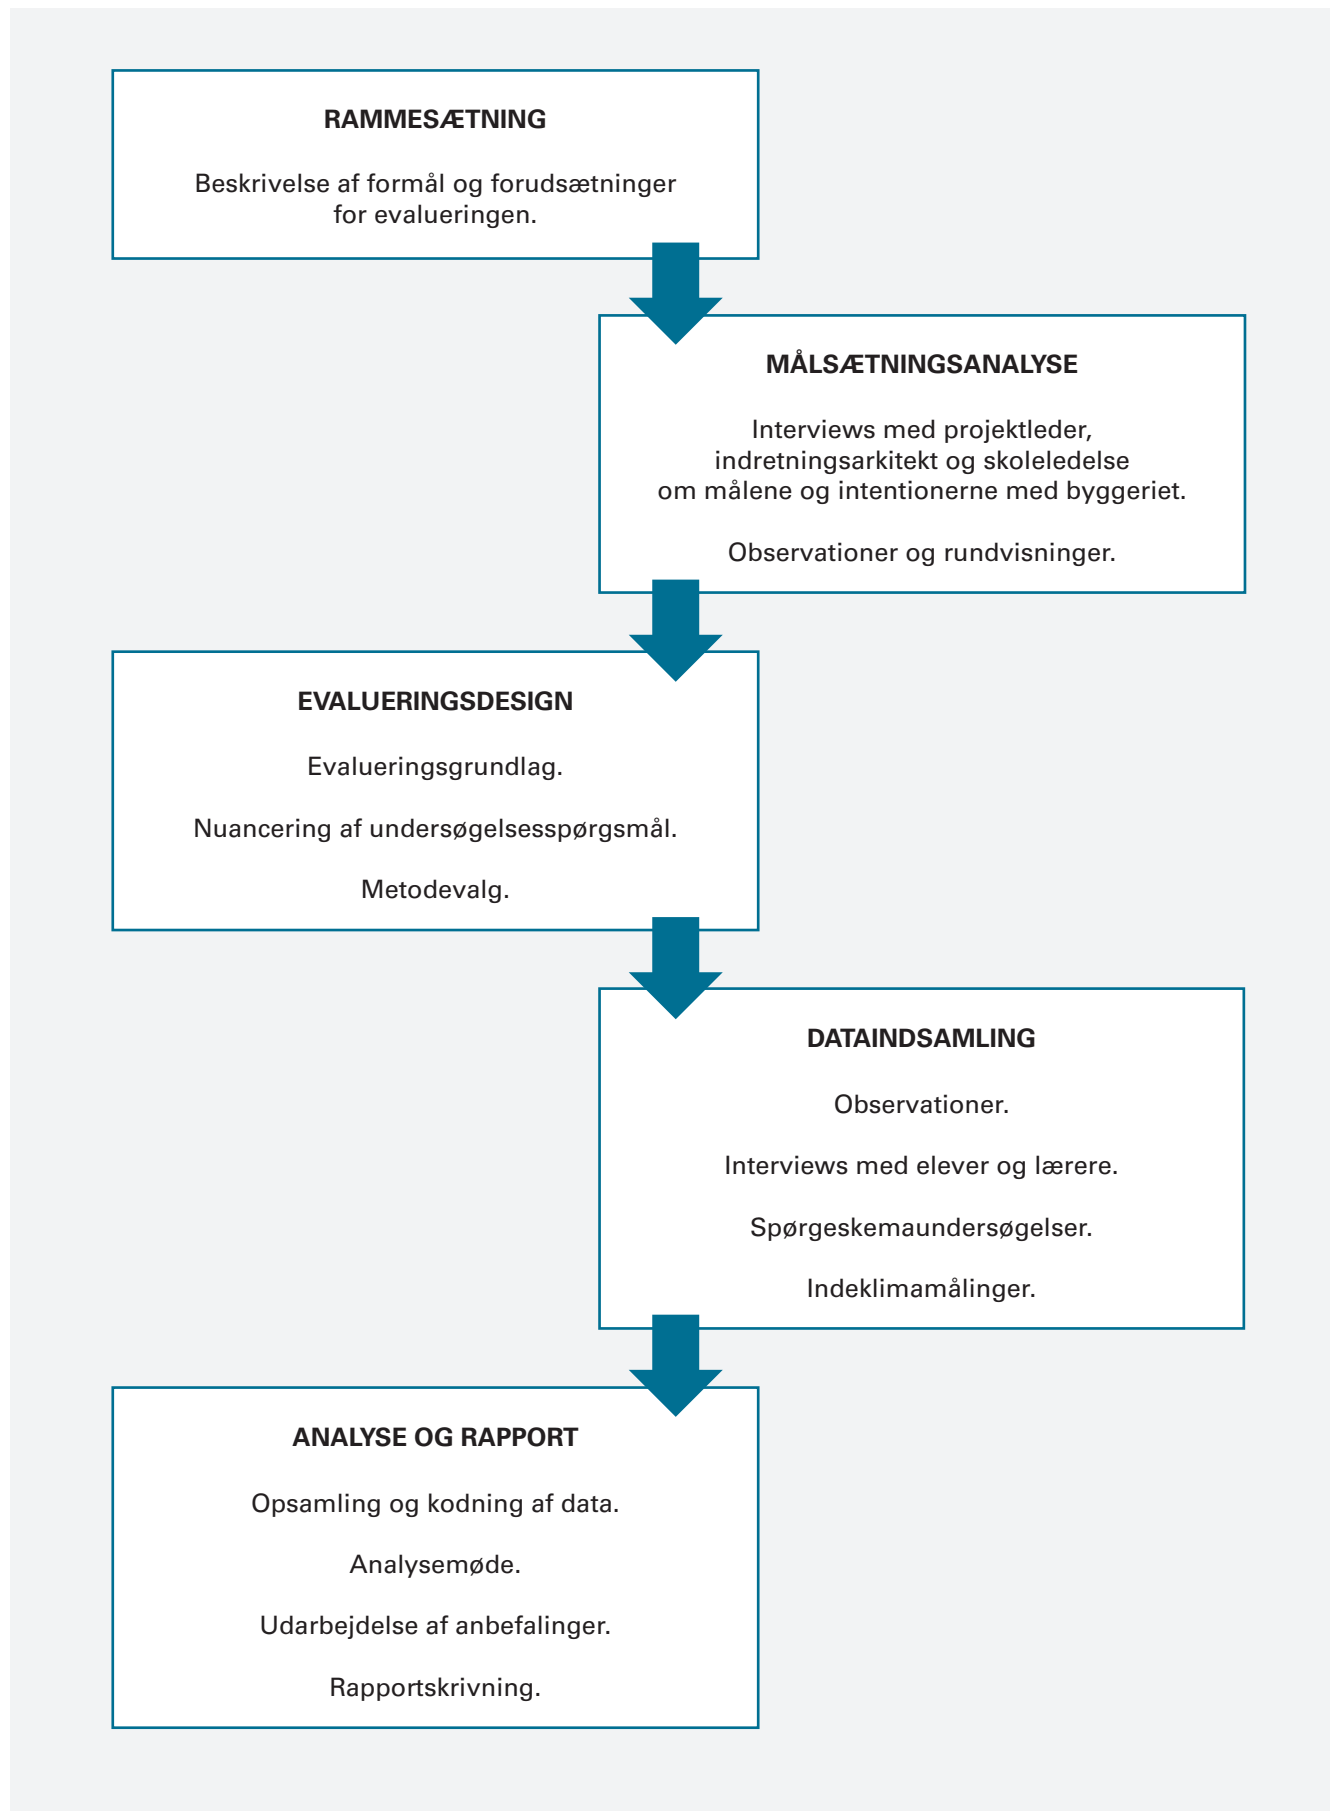 RAMMESÆTNING
Beskrivelse af formål og forudsætninger
for evalueringen.
MÅLSÆTNINGSANALYSE
Interviews med projektleder,
indretningsarkitekt og skoleledelse
om målene og intentionerne med byggeriet.
Observationer og rundvisninger.
EVALUERINGSDESIGN
Evalueringsgrundlag.
Nuancering af undersøgelsesspørgsmål.
Metodevalg.
DATAINDSAMLING
Observationer.
Interviews med elever og lærere.
Spørgeskemaundersøgelser.
Indeklimamålinger.
ANALYSE OG RAPPORT
Opsamling og kodning af data.
Analysemøde.
Udarbejdelse af anbefalinger.
Rapportskrivning.